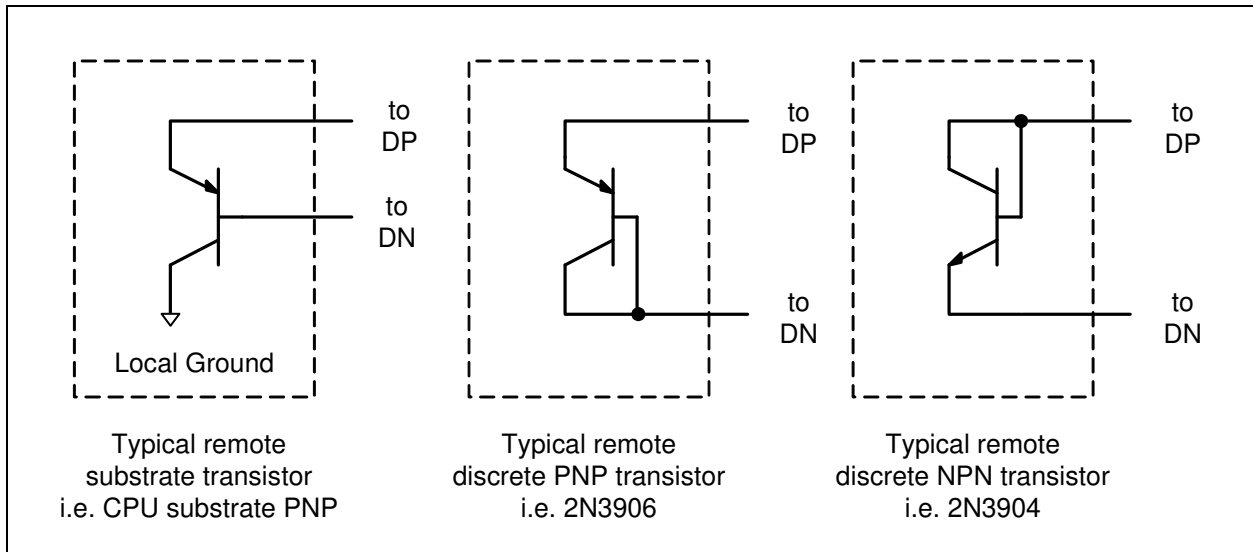 to
DP
to
DN
Local Ground
Typical remote
substrate transistor
i.e. CPU substrate PNP
to
DP
to
DN
Typical remote
discrete PNP transistor
i.e. 2N3906
to
DP
to
DN
Typical remote
discrete NPN transistor
i.e. 2N3904